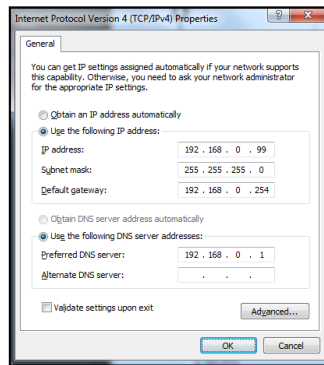 Internet Protocol Version 4 (TCP/IPv4) Properties
General
You can get IP settings assigned automatically if your network supports
this capability. Otherwise, you need to ask your network administrator
for the appropriate IP settings.
Obtain an IP address automatically
Use the following IP address:
IP address: 192 . 168 . 0 . 99
Subnet mask: 255 . 255 . 255 . 0
Default gateway: 192 . 168 . 0 . 254
Obtain DNS server address automatically
Use the following DNS server addresses:
Preferred DNS server: 192 . 168 . 0 . 1
Alternate DNS server: . . .
Validate settings upon exit
Advanced...
OK Cancel